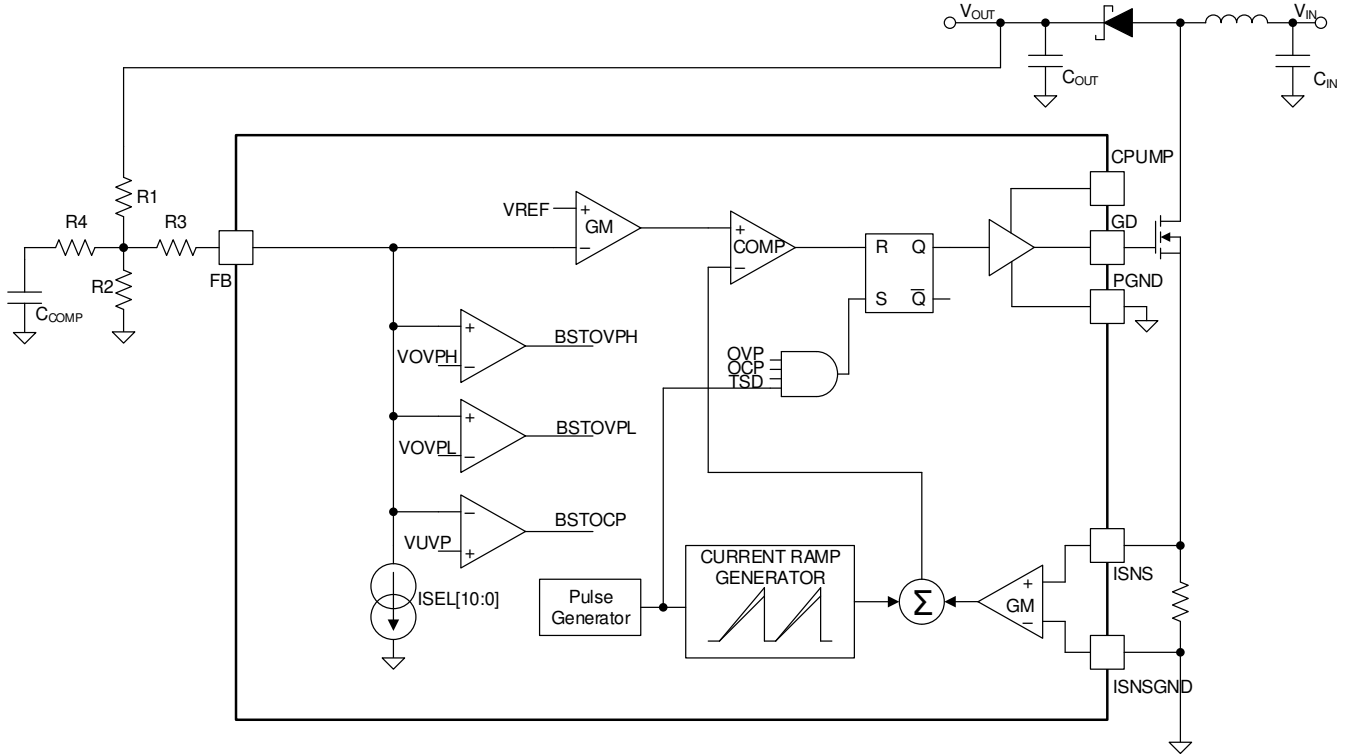 VOUT
VIN
COUT
CIN
CPUMP
R1
R4
R3
VREF
+
GM
−
+
COMP
−
R Q
S Q̅
GD
FB
R2
CCOMP
PGND
+
VOVPH
−
BSTOVPH
OVP
OCP
TSD
+
VOVPL
−
BSTOVPL
−
VUVP
+
BSTOCP
ISEL[10:0]
Pulse
Generator
CURRENT RAMP
GENERATOR
Σ
+
GM
−
ISNS
ISNSGND